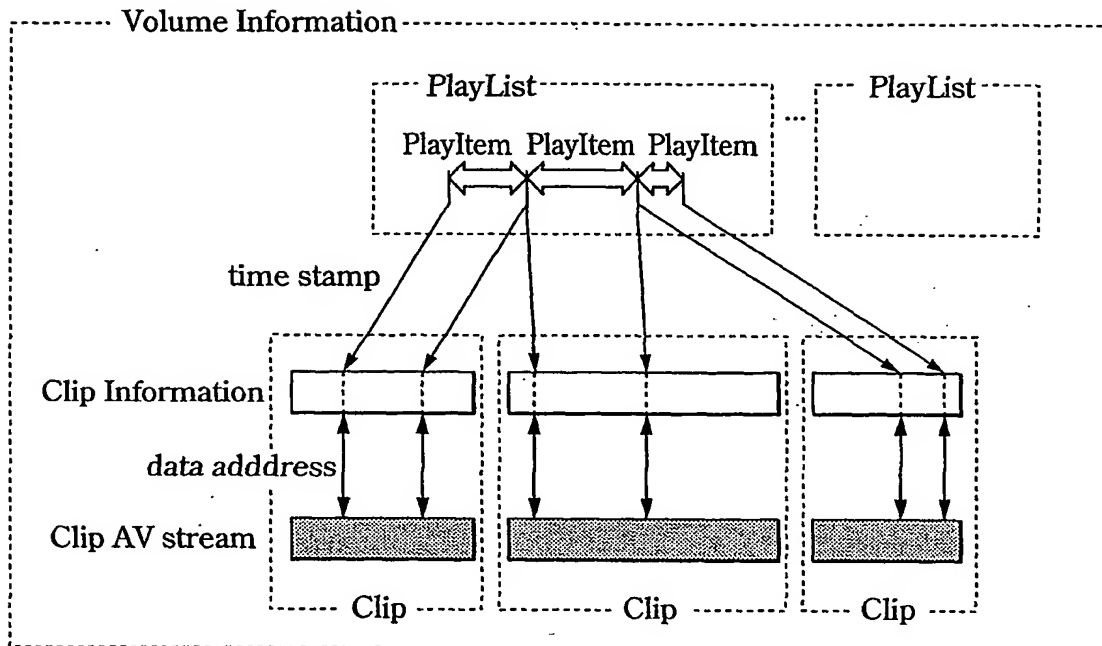 Volume Information
PlayList
...
PlayList
PlayItem PlayItem PlayItem
time stamp
Clip Information
data adddress
Clip AV stream
Clip
Clip
Clip